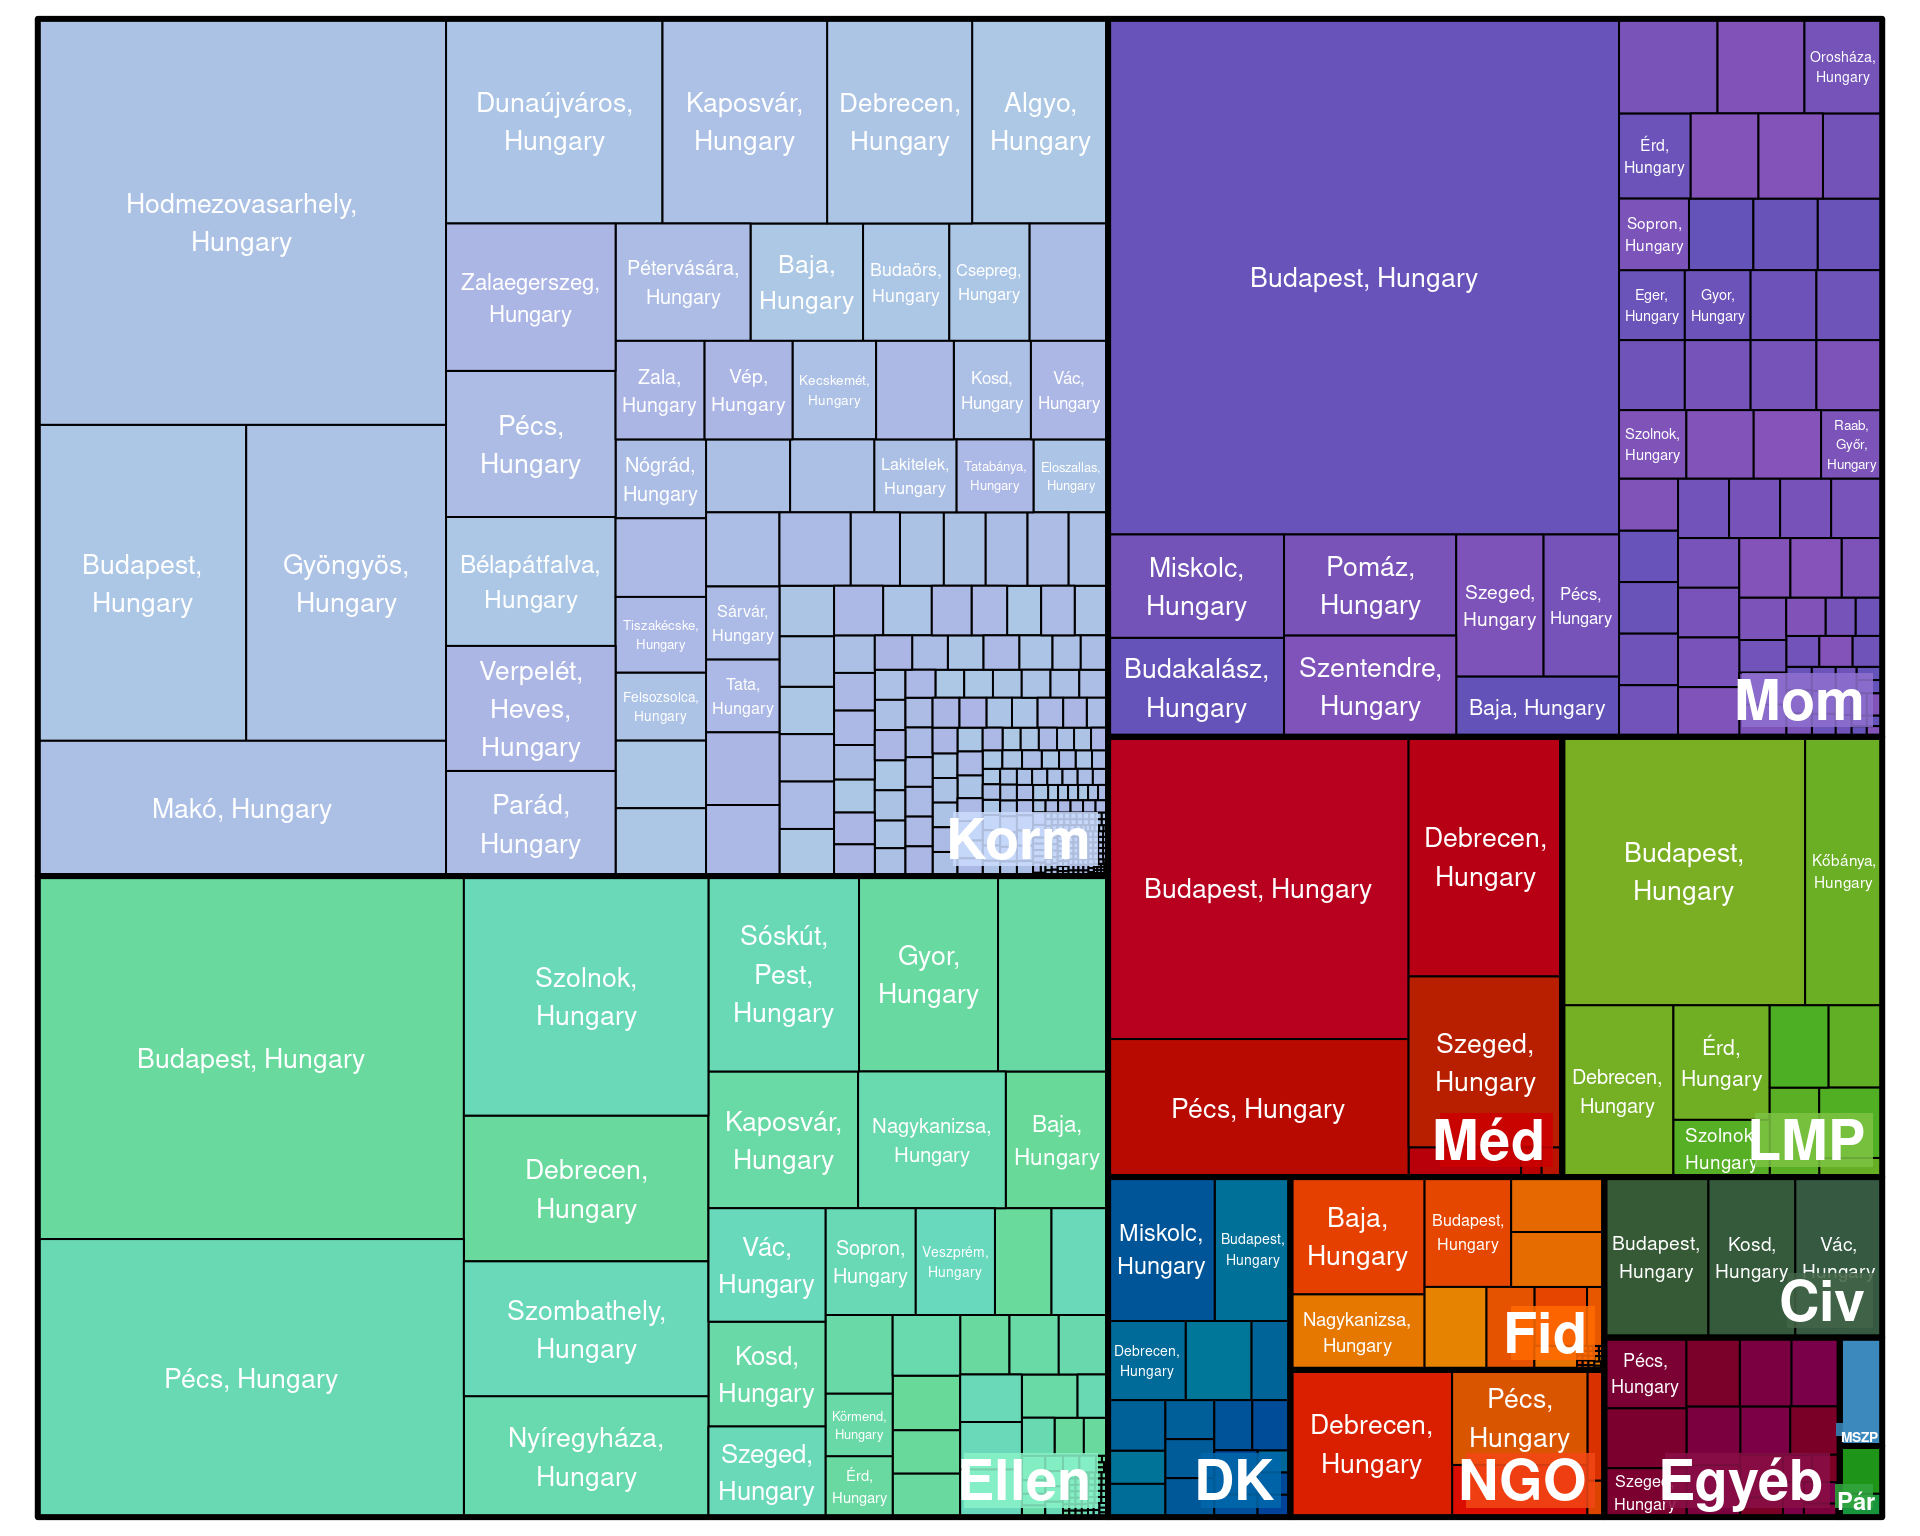 Hodmezovasarhely,
Hungary
Budapest,
Hungary
Gyöngyös,
Hungary
Makó, Hungary
Dunaújváros,
Hungary
Kaposvár,
Hungary
Debrecen,
Hungary
Algyo,
Hungary
Zalaegerszeg,
Hungary
Pécs,
Hungary
Bélapátfalva,
Hungary
Verpelét,
Heves,
Hungary
Parád,
Hungary
Pétervására,
Hungary
Baja,
Hungary
Budaörs,
Hungary
Csepreg,
Hungary
Zala,
Hungary
Vép,
Hungary
Kecskemét,
Hungary
Kosd,
Hungary
Vác,
Hungary
Nógrád,
Hungary
Lakitelek,
Hungary
Tatabánya,
Hungary
Eloszallas,
Hungary
Tiszakécske,
Hungary
Sárvár,
Hungary
Felsozsolca,
Hungary
Tata,
Hungary
Korm
Budapest, Hungary
Miskolc,
Hungary
Pomáz,
Hungary
Szeged,
Hungary
Pécs,
Hungary
Budakalász,
Hungary
Szentendre,
Hungary
Baja, Hungary
Orosháza,
Hungary
Érd,
Hungary
Sopron,
Hungary
Eger,
Hungary
Gyor,
Hungary
Szolnok,
Hungary
Raab,
Győr,
Hungary
Mom
Budapest, Hungary
Pécs, Hungary
Szolnok,
Hungary
Debrecen,
Hungary
Szombathely,
Hungary
Nyíregyháza,
Hungary
Sóskút,
Pest,
Hungary
Gyor,
Hungary
Kaposvár,
Hungary
Nagykanizsa,
Hungary
Baja,
Hungary
Vác,
Hungary
Sopron,
Hungary
Veszprém,
Hungary
Kosd,
Hungary
Szeged,
Hungary
Körmend,
Hungary
Érd,
Hungary
Ellen
Budapest, Hungary
Pécs, Hungary
Debrecen,
Hungary
Szeged,
Hungary
Méd
Budapest,
Hungary
Kőbánya,
Hungary
Debrecen,
Hungary
Érd,
Hungary
Szolnok
Hungary
LMP
Miskolc,
Hungary
Budapest,
Hungary
Debrecen,
Hungary
DK
Baja,
Hungary
Budapest,
Hungary
Nagykanizsa,
Hungary
Fid
Debrecen,
Hungary
Pécs,
Hungary
NGO
Budapest,
Hungary
Kosd,
Hungary
Vác,
Hungary
Civ
Pécs,
Hungary
Szeged
Hungary
Egyéb
MSZP
Pár